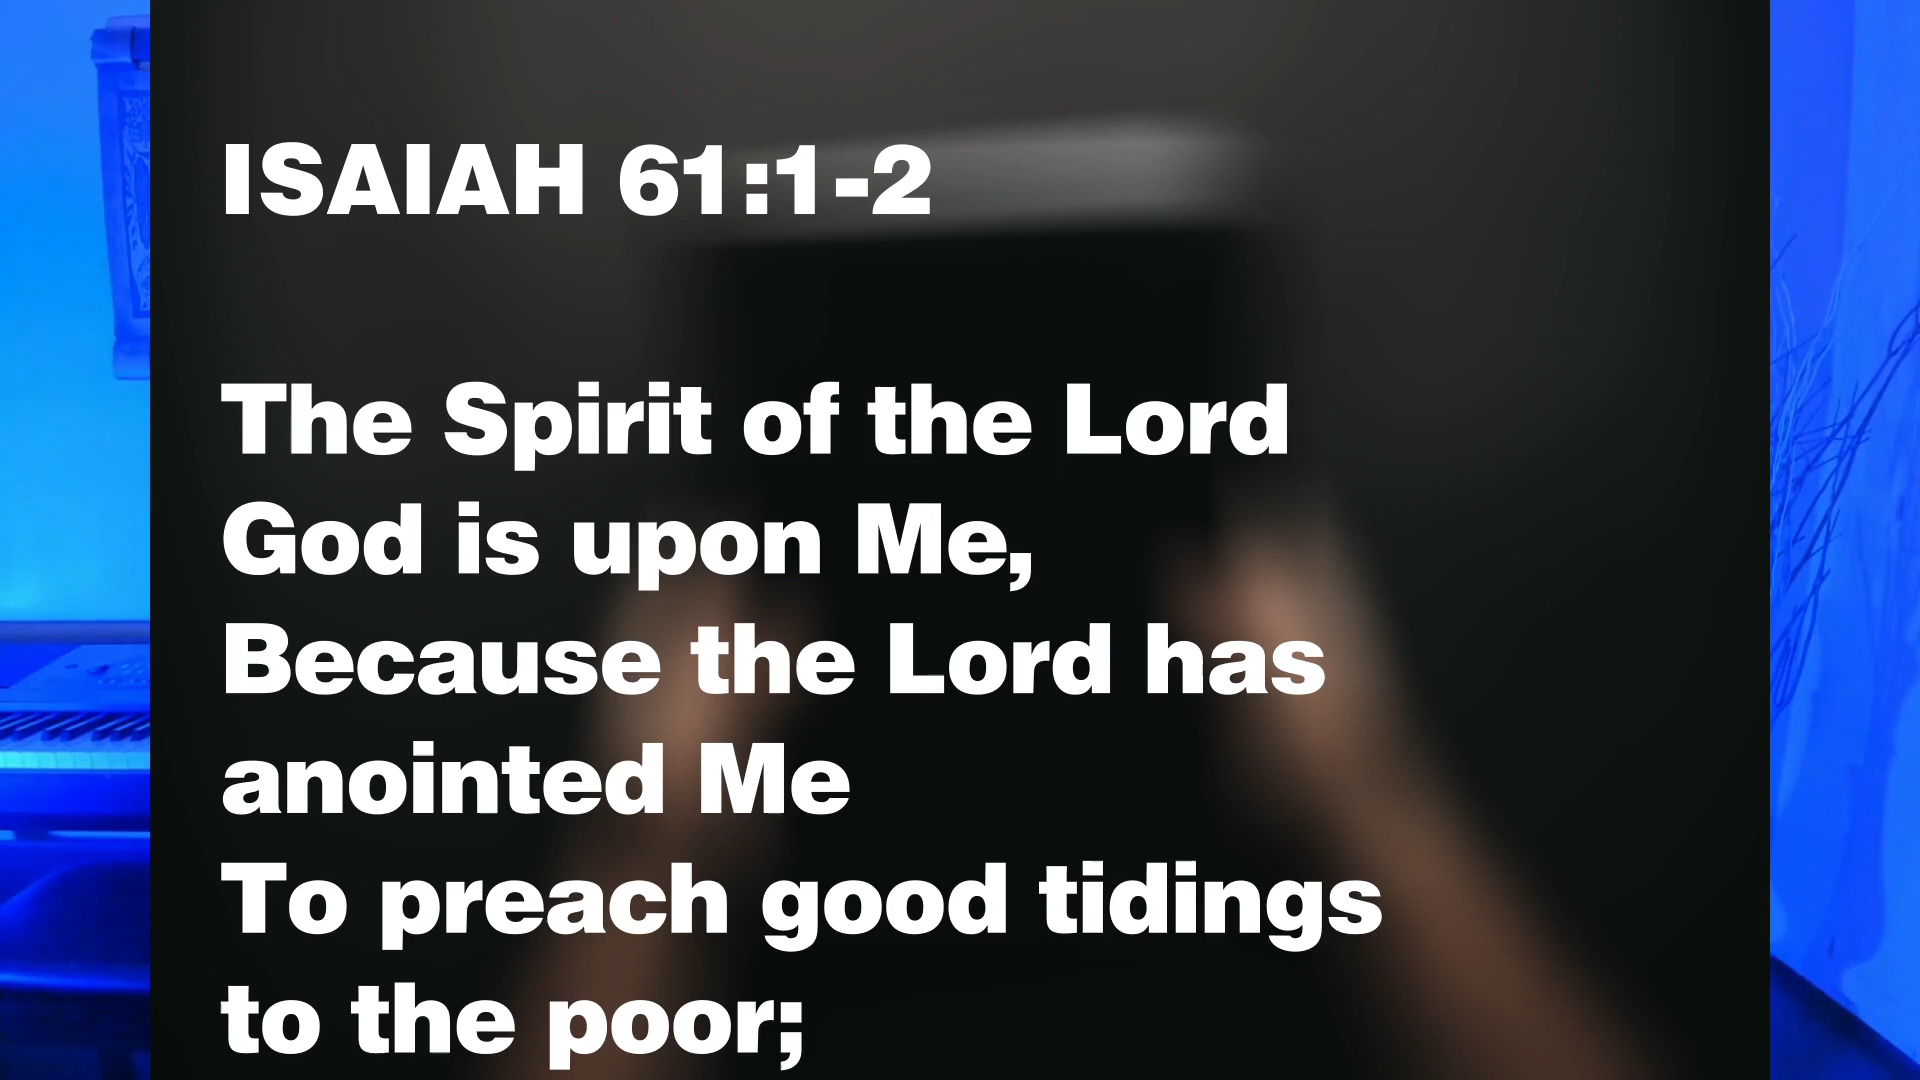 ISAIAH 61:1-2
The Spirit of the Lord
God is upon Me,
Because the Lord has
anointed Me
To preach good tidings
to the poor;